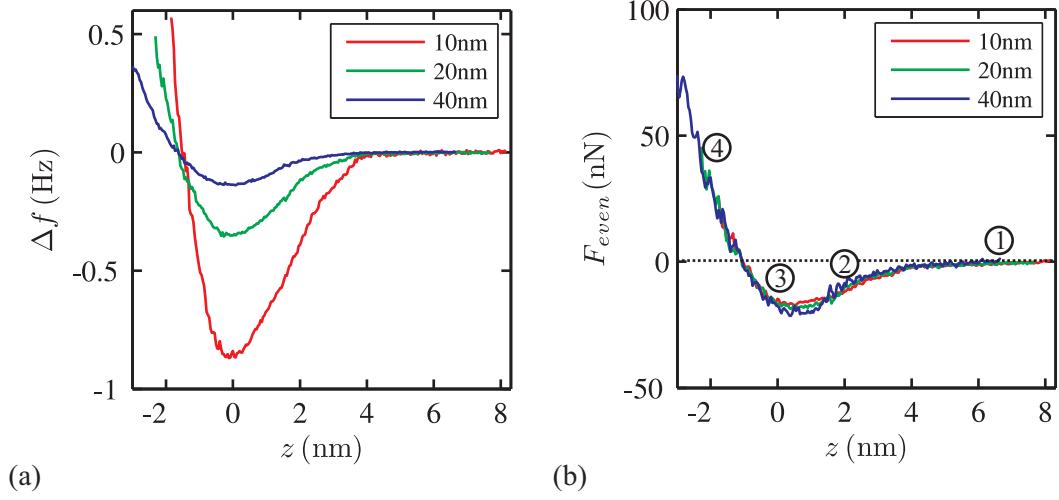 0.5
0
-0.5
-1
Δf (Hz)
-2 0 2 4 6 8
z (nm)
10nm
20nm
40nm
(a)
100
50
0
-50
F_even (nN)
-2 0 2 4 6 8
z (nm)
10nm
20nm
40nm
4
3
2
1
(b)